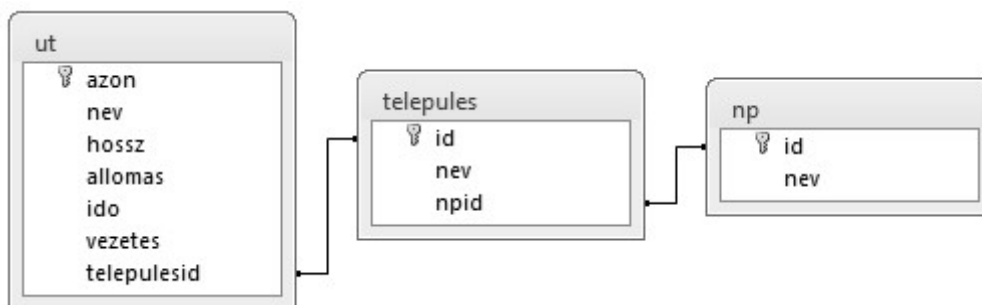 ut
azon
nev
hossz
allomas
ido
vezetes
telepulesid
telepules
id
nev
npid
np
id
nev